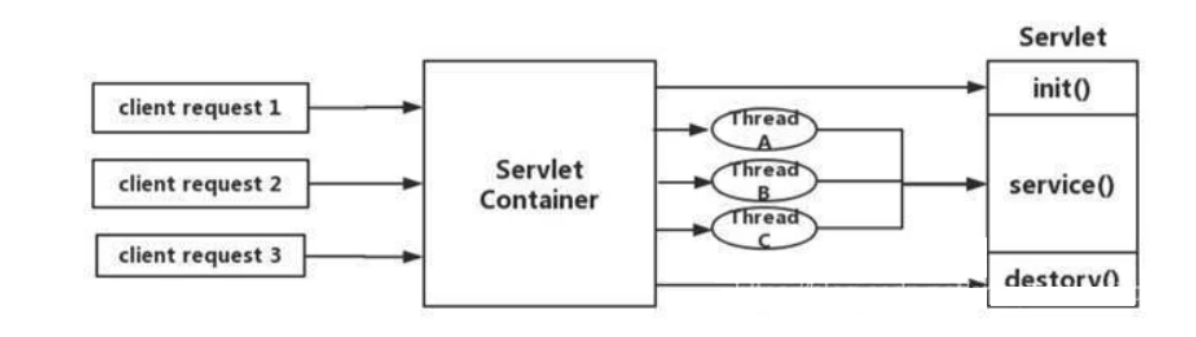 Servlet
client request 1
client request 2
client request 3
Servlet
Container
Thread
A
Thread
B
Thread
C
init()
service()
destory()